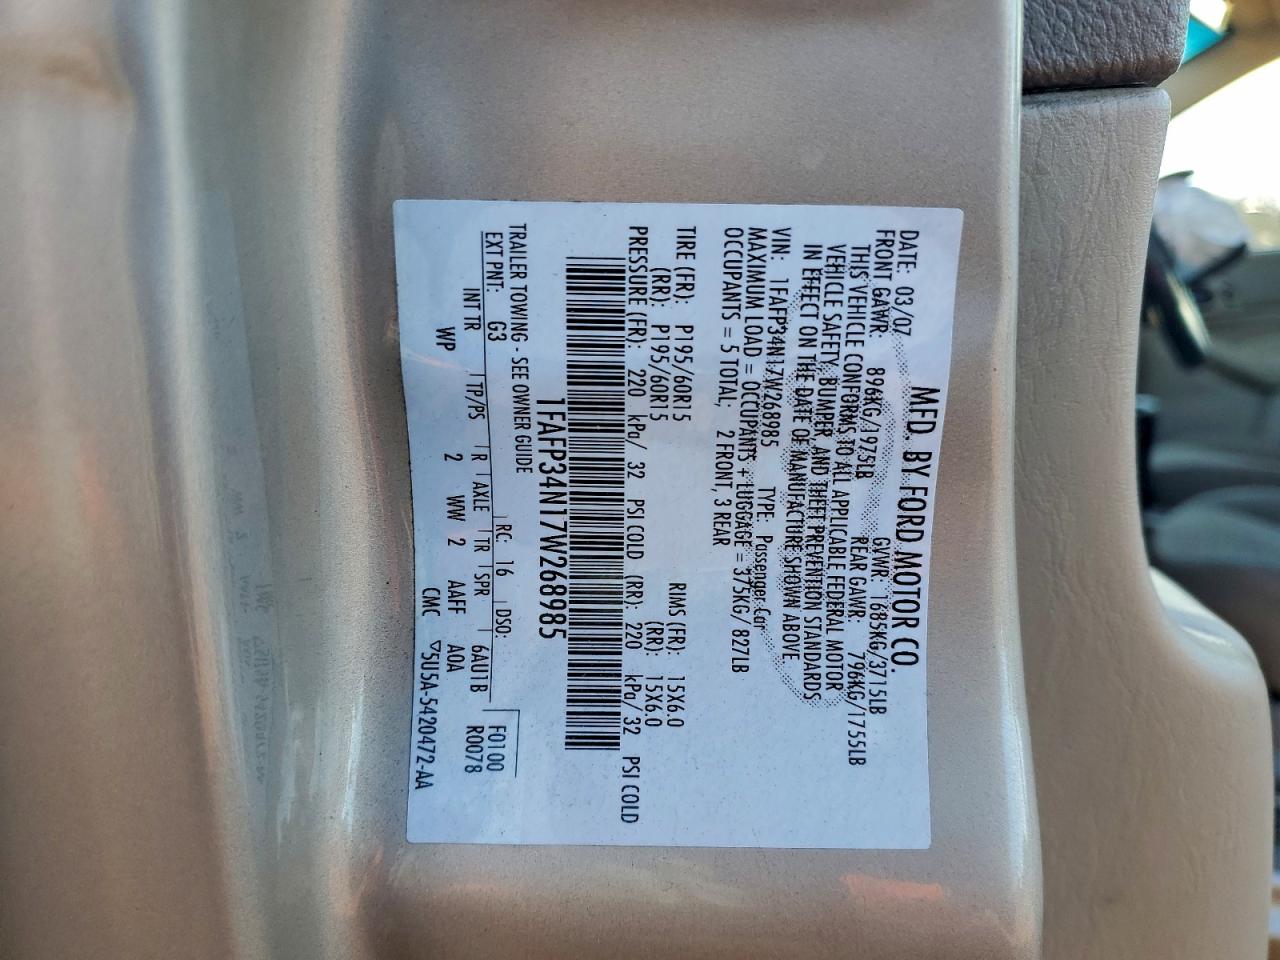 MFD. BY FORD MOTOR CO.
DATE: 03/07 GVWR: 1685KG/3715LB
FRONT GAWR: 896KG/1975LB REAR GAWR: 796KG/1755LB
THIS VEHICLE CONFORMS TO ALL APPLICABLE FEDERAL MOTOR
VEHICLE SAFETY, BUMPER, AND THEFT PREVENTION STANDARDS
IN EFFECT ON THE DATE OF MANUFACTURE SHOWN ABOVE
VIN: 1FAFP34N17W268985 TYPE: Passenger Car
MAXIMUM LOAD = OCCUPANTS + LUGGAGE = 375KG/ 827LB
OCCUPANTS = 5 TOTAL; 2 FRONT, 3 REAR
TIRE (FR): P195/60R15 RIMS (FR): 15X6.0
(RR): P195/60R15 (RR): 15X6.0
PRESSURE (FR): 220 kPa/ 32 PSI COLD (RR): 220 kPa/ 32 PSI COLD
1FAFP34N17W268985
TRAILER TOWING - SEE OWNER GUIDE
F0100
EXT PNT: G3 RC: 16 DSO: R0078
INT TR TP/PS R AXLE TR SPR 6AU1B
WP 2 WW 2 AAFF A0A
CMC ▽5U5A-5420472-AA